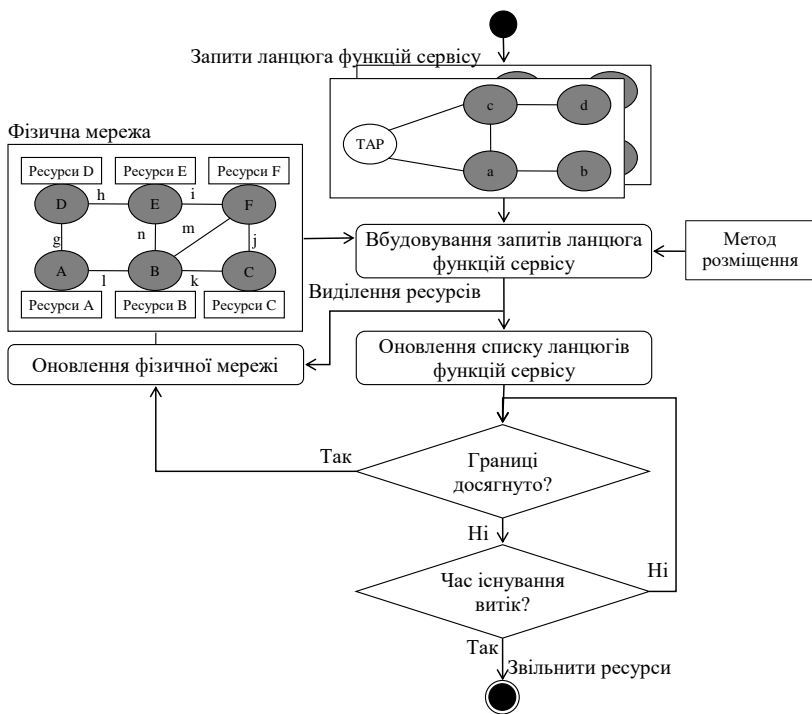 Запити ланцюга функцій сервісу
c
d
TAP
a
b
Фізична мережа
Ресурси D
Ресурси E
Ресурси F
h
i
D
E
F
g
n
m
j
A
B
C
l
k
Ресурси A
Ресурси B
Ресурси C
Вбудовування запитів ланцюга
функцій сервісу
Метод
розміщення
Виділення ресурсів
Оновлення фізичної мережі
Оновлення списку ланцюгів
функцій сервісу
Так
Границі
досягнуто?
Ні
Час існування
витік?
Ні
Так
Звільнити ресурси